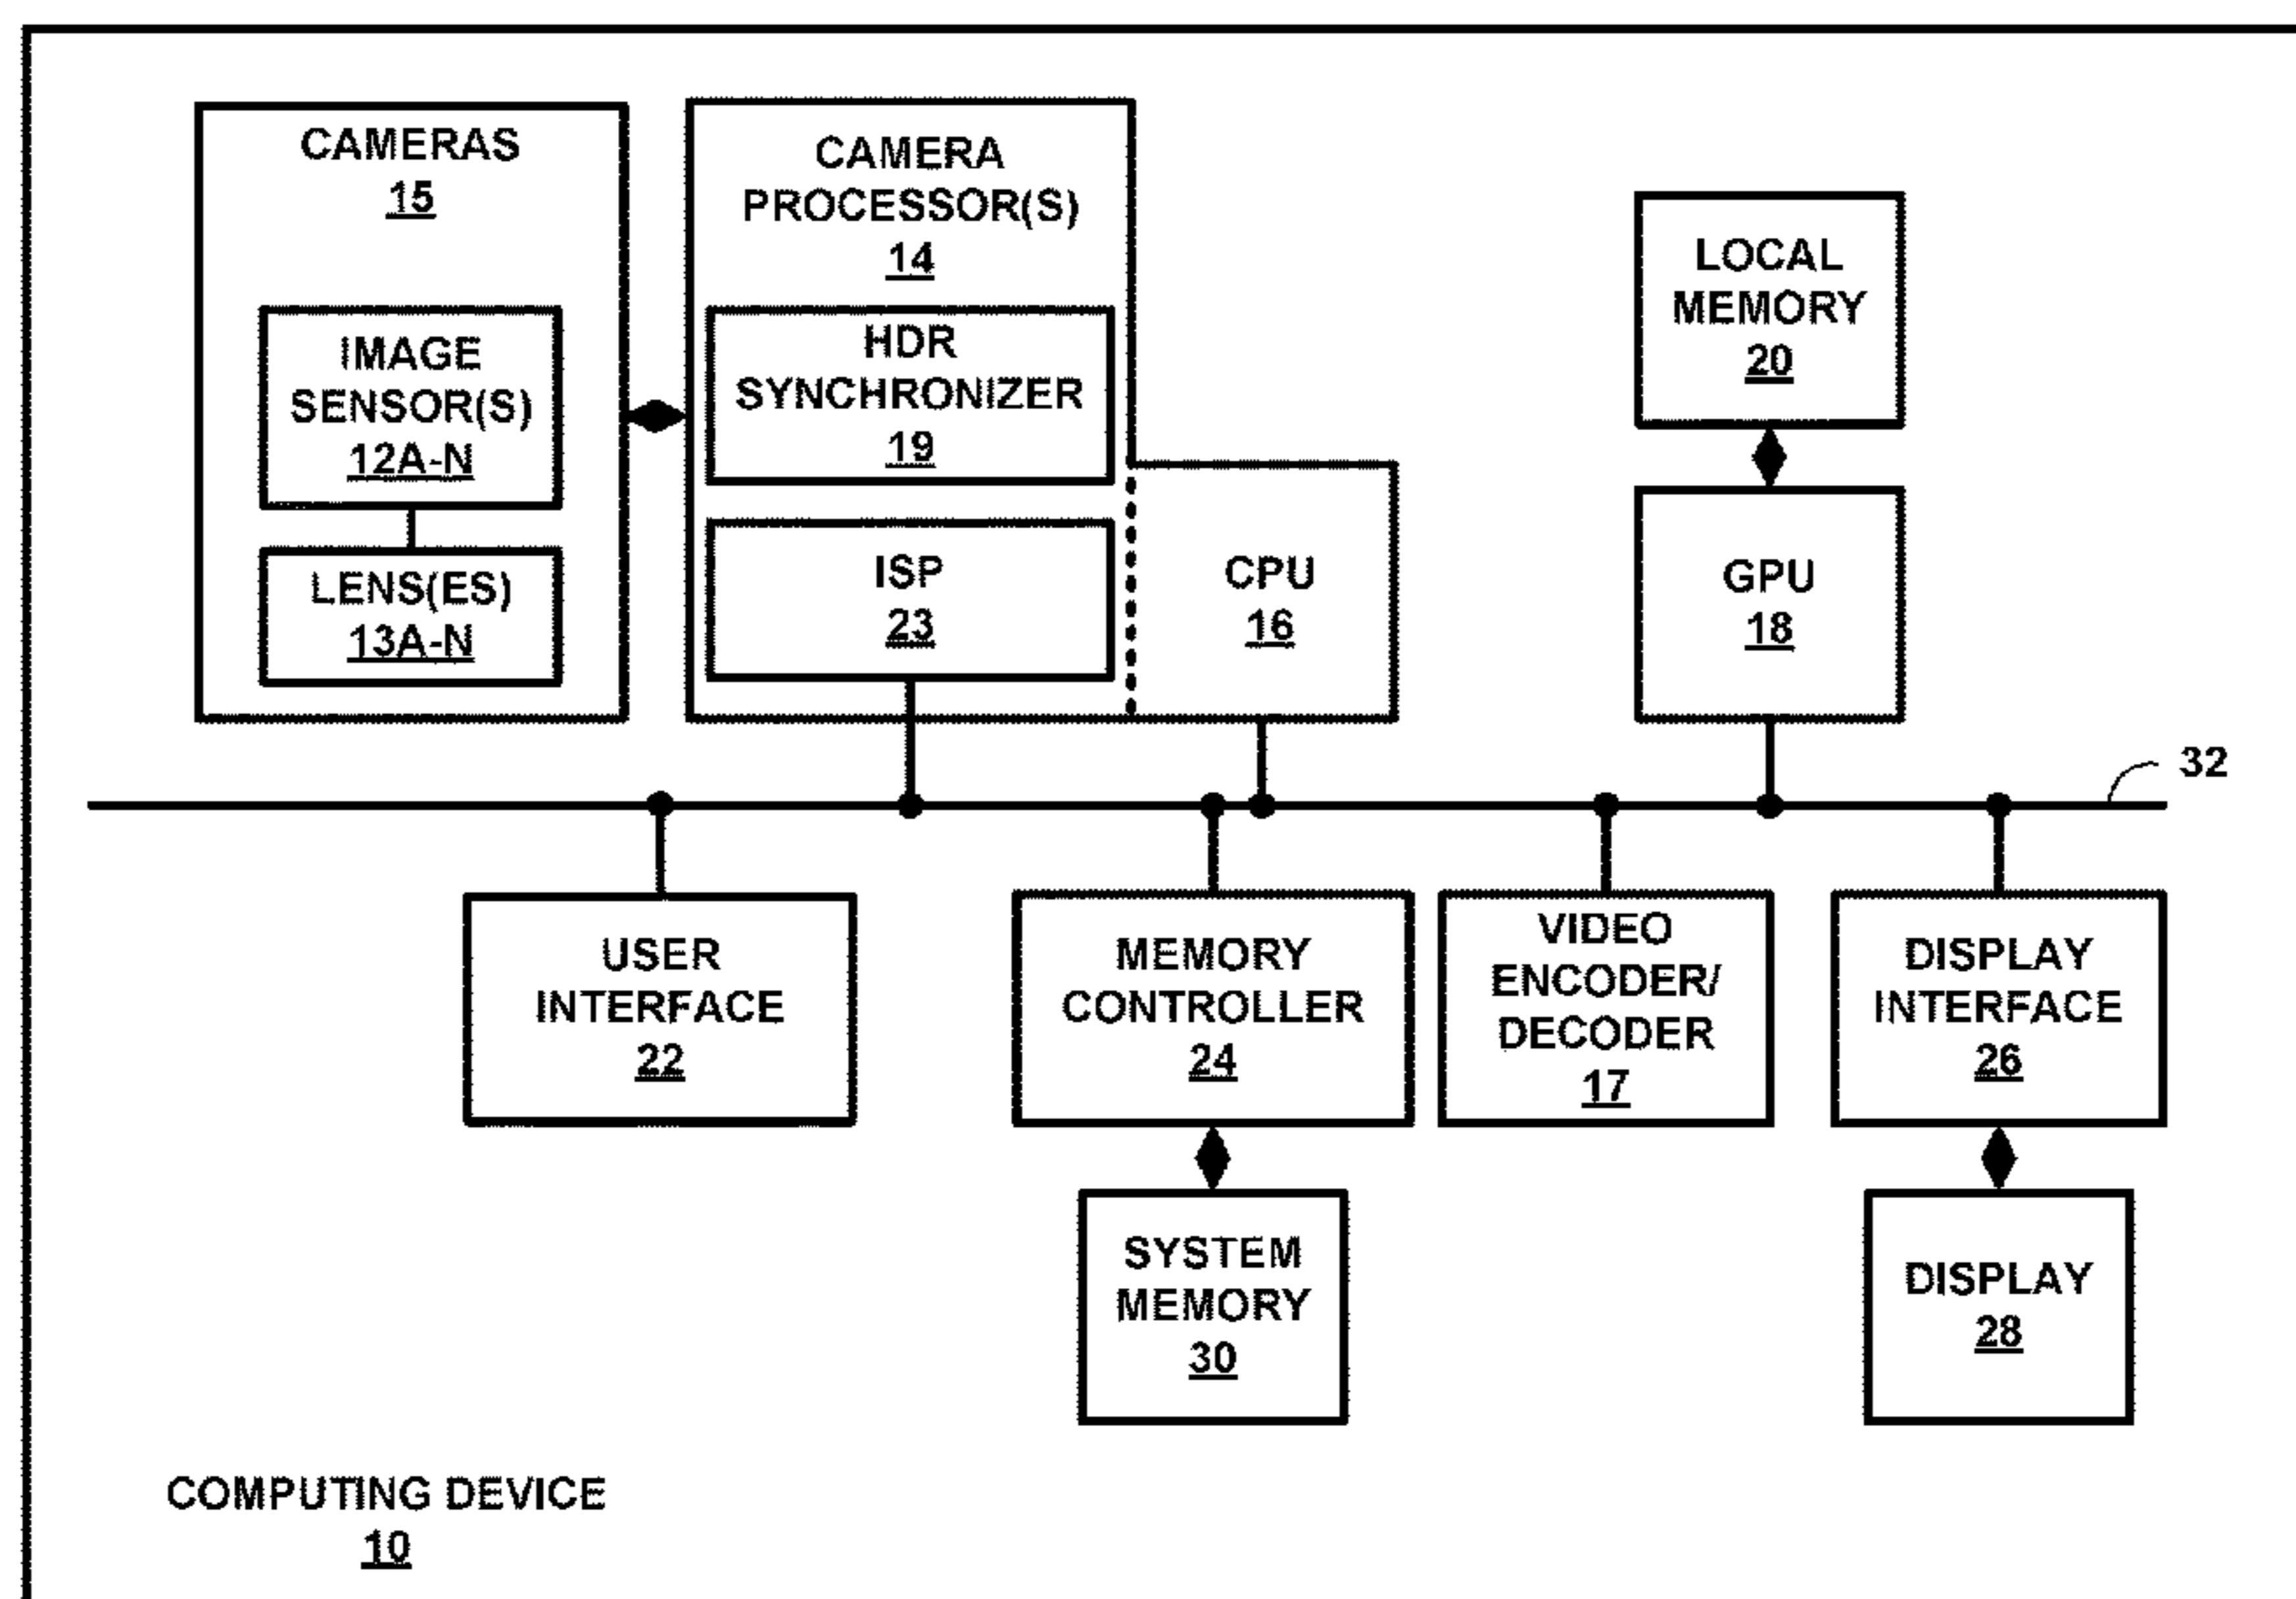 CAMERAS
15
IMAGE
SENSOR(S)
12A-N
LENS(ES)
13A-N
CAMERA
PROCESSOR(S)
14
HDR
SYNCHRONIZER
19
ISP
23
CPU
16
LOCAL
MEMORY
20
GPU
18
32
USER
INTERFACE
22
MEMORY
CONTROLLER
24
VIDEO
ENCODER/
DECODER
17
DISPLAY
INTERFACE
26
SYSTEM
MEMORY
30
DISPLAY
28
COMPUTING DEVICE
10